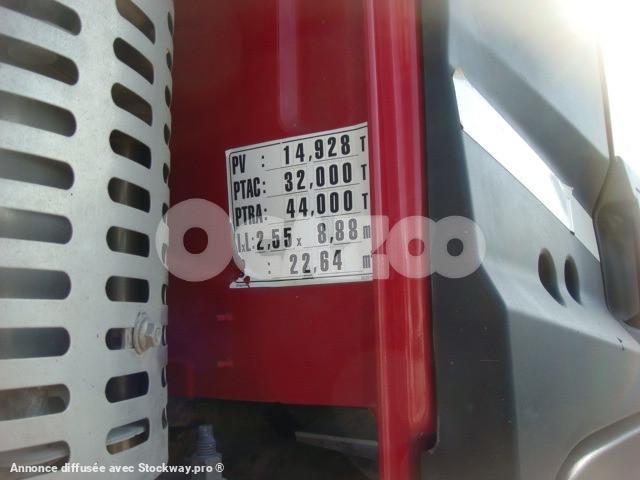 PV : 14,928 T
PTAC: 32,000 T
PTRA: 44,000 T
L.L: 2,55 x 8,88 m
: 22,64 m
OOZOO
Annonce diffusée avec Stockway.pro ®